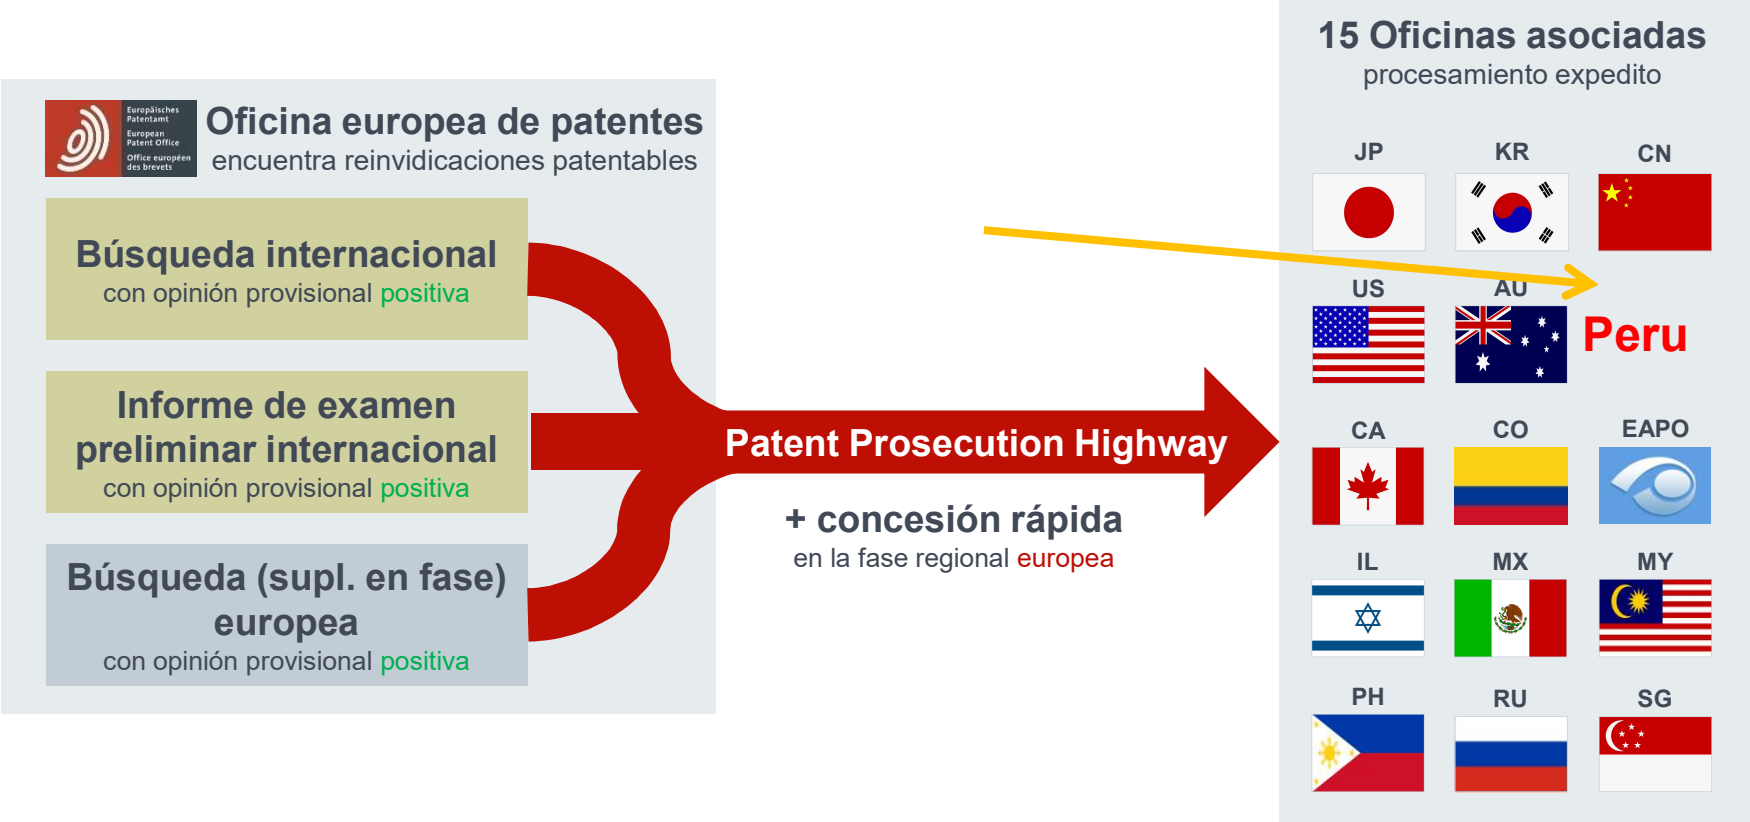 15 Oficinas asociadas
procesamiento expedito
Europäisches
Patentamt
European
Patent Office
Office européen
des brevets
Oficina europea de patentes
encuentra reinvidicaciones patentables
JP KR CN
Búsqueda internacional
con opinión provisional positiva
US AU
Peru
Informe de examen
preliminar internacional
con opinión provisional positiva
Patent Prosecution Highway
CA CO EAPO
+ concesión rápida
en la fase regional europea
Búsqueda (supl. en fase)
europea
con opinión provisional positiva
IL MX MY
PH RU SG